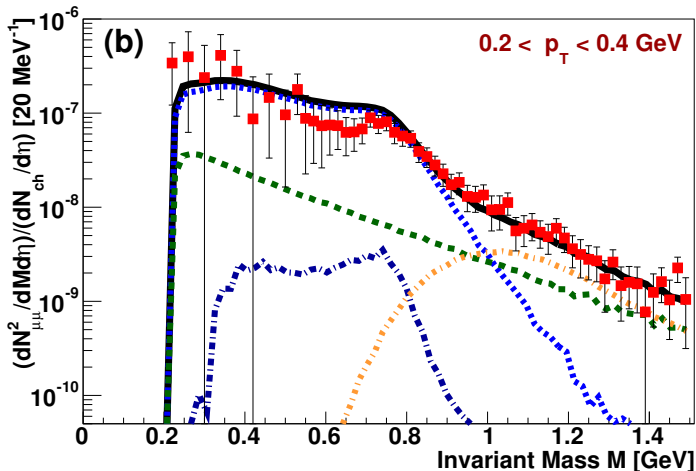 (b)
0.2 < p_T < 0.4 GeV
(dN²_μμ/dMdη)/(dN_ch/dη) [20 MeV⁻¹]
10⁻⁶
10⁻⁷
10⁻⁸
10⁻⁹
10⁻¹⁰
0 0.2 0.4 0.6 0.8 1 1.2 1.4
Invariant Mass M [GeV]